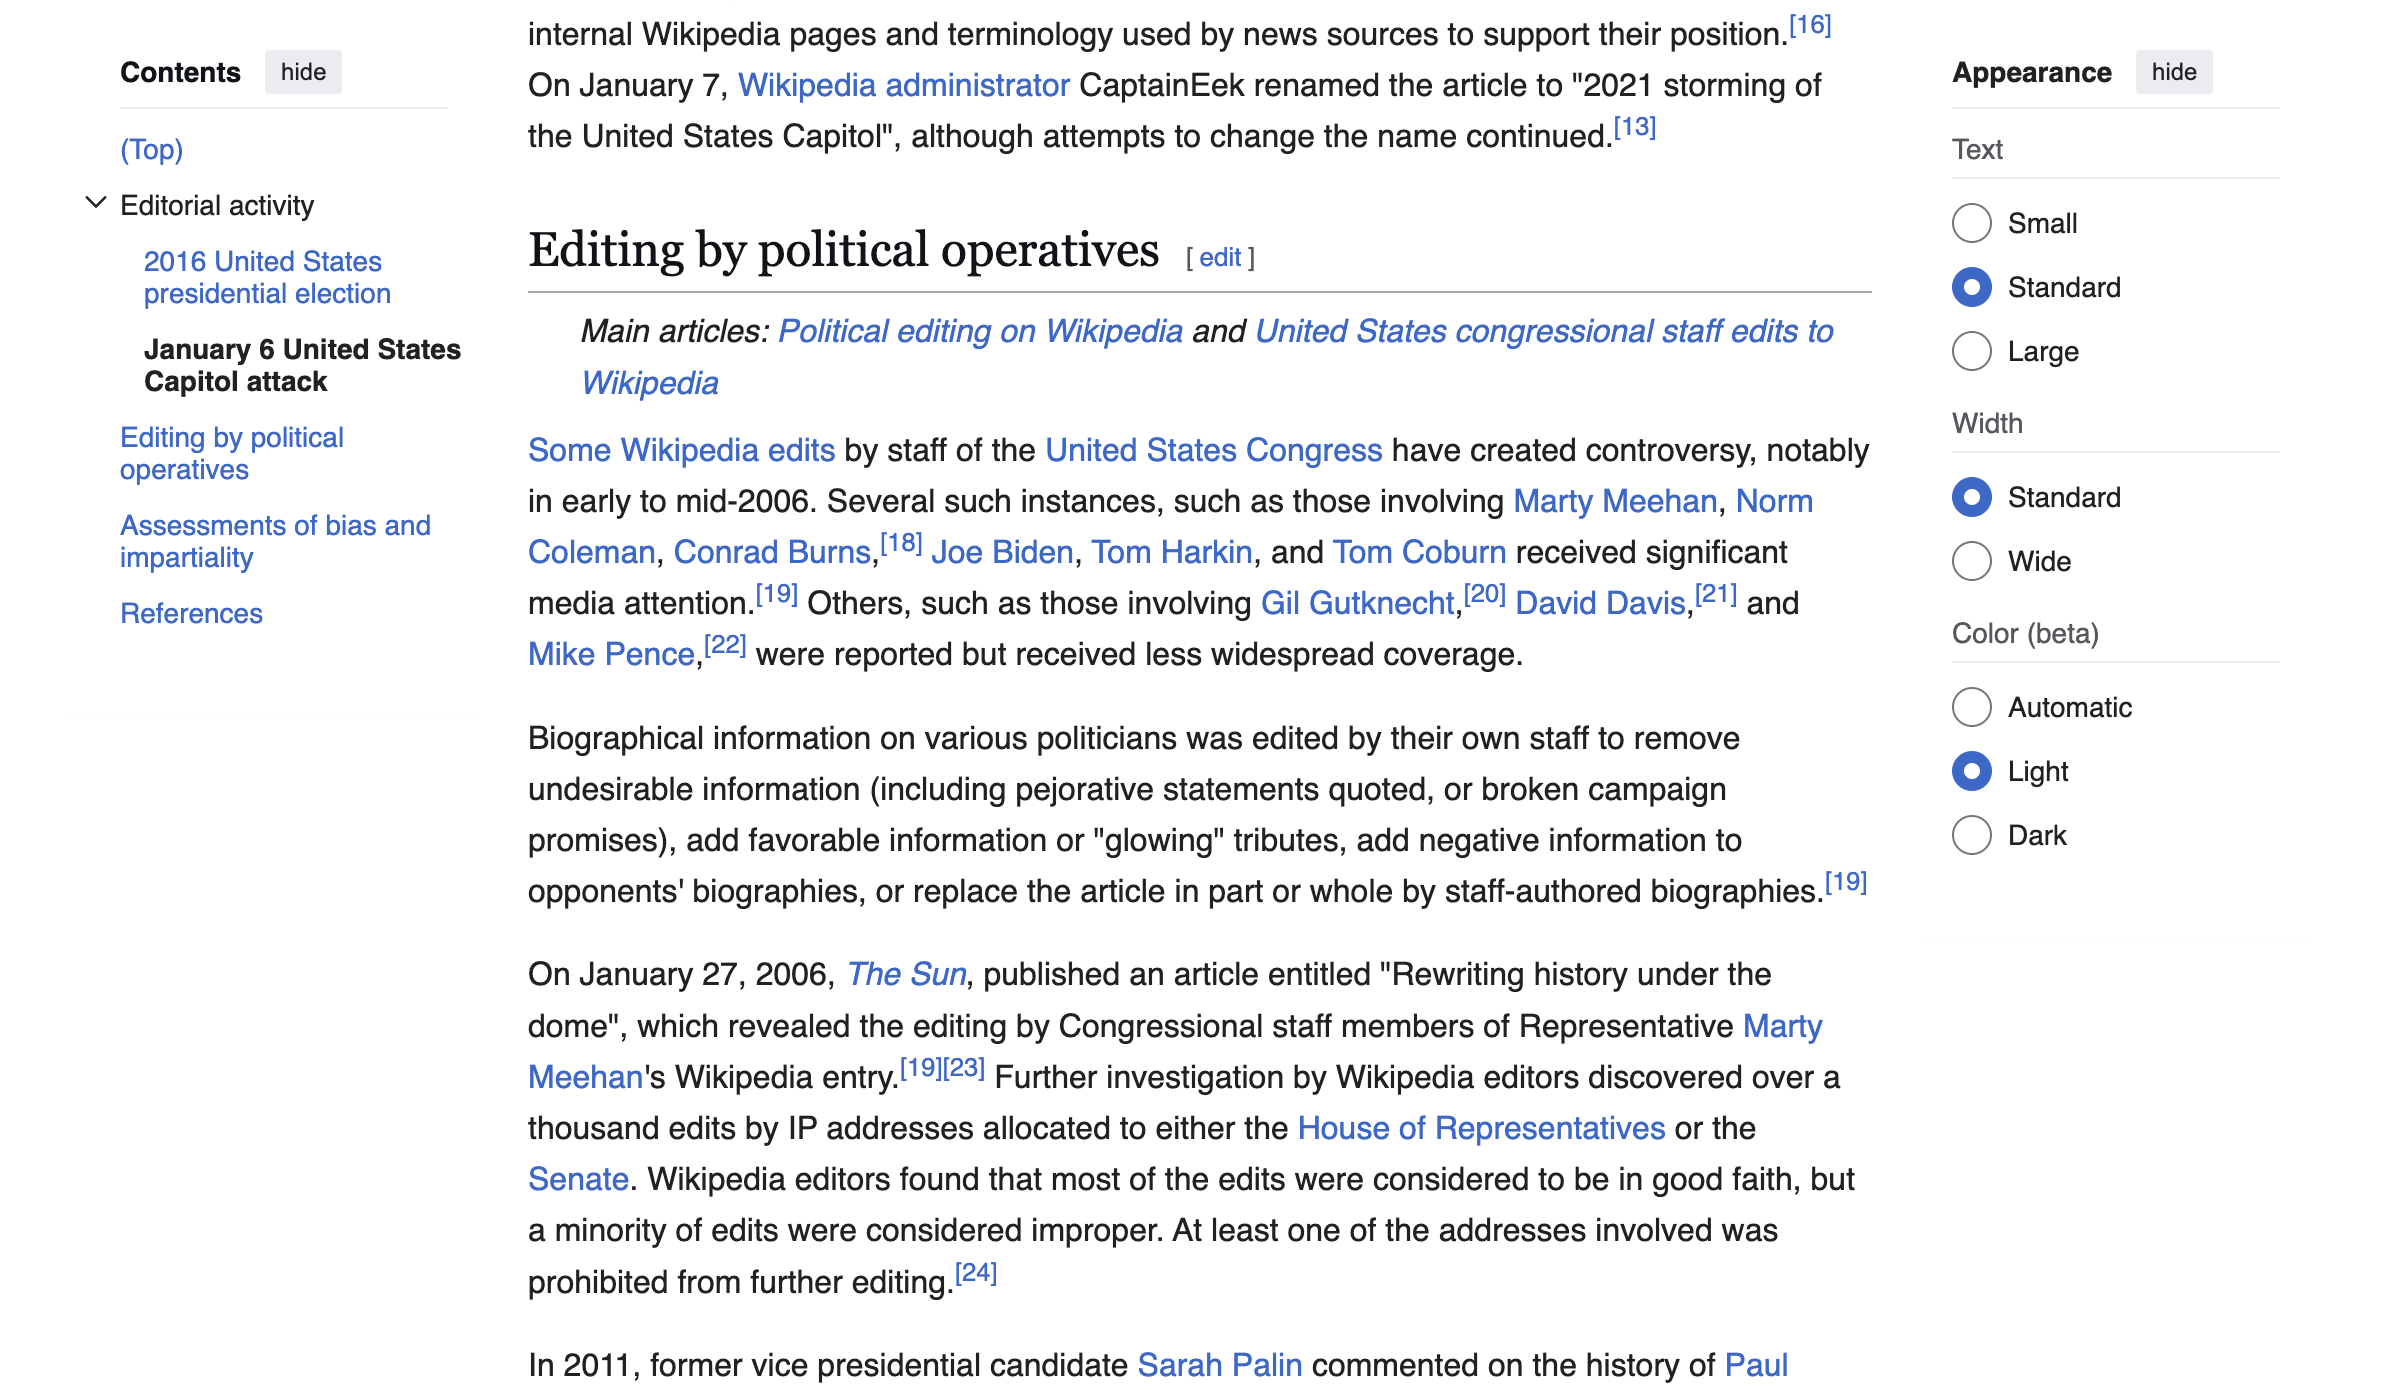 Contents hide
(Top)
Editorial activity
2016 United States
presidential election
January 6 United States
Capitol attack
Editing by political
operatives
Assessments of bias and
impartiality
References
internal Wikipedia pages and terminology used by news sources to support their position.[16]
On January 7, Wikipedia administrator CaptainEek renamed the article to "2021 storming of
the United States Capitol", although attempts to change the name continued.[13]
Editing by political operatives [ edit ]
Main articles: Political editing on Wikipedia and United States congressional staff edits to
Wikipedia
Some Wikipedia edits by staff of the United States Congress have created controversy, notably
in early to mid-2006. Several such instances, such as those involving Marty Meehan, Norm
Coleman, Conrad Burns,[18] Joe Biden, Tom Harkin, and Tom Coburn received significant
media attention.[19] Others, such as those involving Gil Gutknecht,[20] David Davis,[21] and
Mike Pence,[22] were reported but received less widespread coverage.
Biographical information on various politicians was edited by their own staff to remove
undesirable information (including pejorative statements quoted, or broken campaign
promises), add favorable information or "glowing" tributes, add negative information to
opponents' biographies, or replace the article in part or whole by staff-authored biographies.[19]
On January 27, 2006, The Sun, published an article entitled "Rewriting history under the
dome", which revealed the editing by Congressional staff members of Representative Marty
Meehan's Wikipedia entry.[19][23] Further investigation by Wikipedia editors discovered over a
thousand edits by IP addresses allocated to either the House of Representatives or the
Senate. Wikipedia editors found that most of the edits were considered to be in good faith, but
a minority of edits were considered improper. At least one of the addresses involved was
prohibited from further editing.[24]
In 2011, former vice presidential candidate Sarah Palin commented on the history of Paul
Appearance hide
Text
Small
Standard
Large
Width
Standard
Wide
Color (beta)
Automatic
Light
Dark